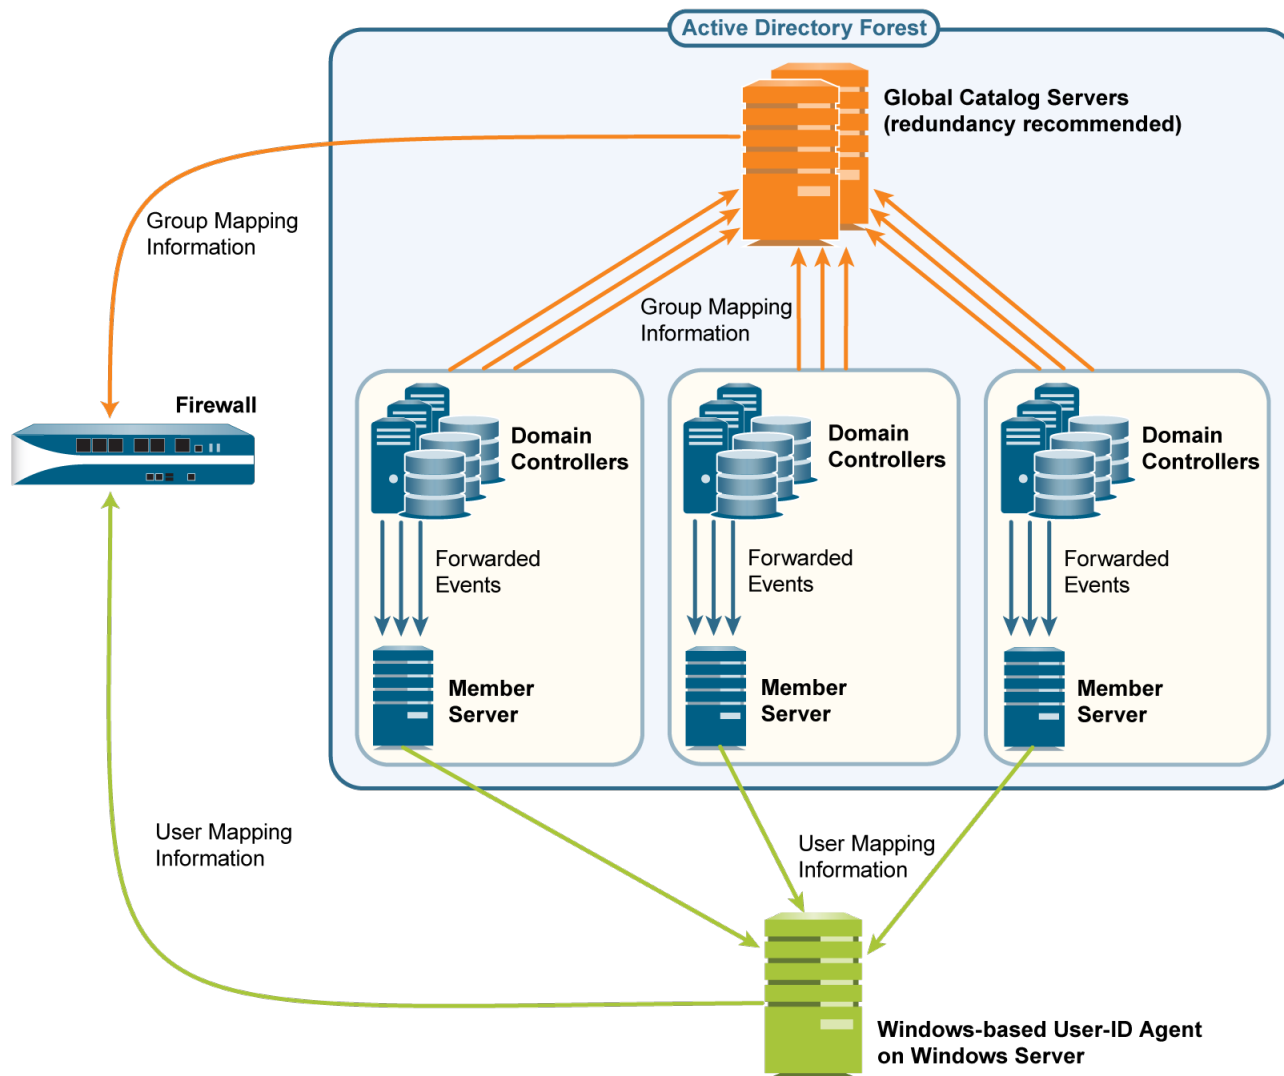 Active Directory Forest
Global Catalog Servers
(redundancy recommended)
Group Mapping
Information
Group Mapping
Information
Firewall
Domain
Controllers
Domain
Controllers
Domain
Controllers
Forwarded
Events
Forwarded
Events
Forwarded
Events
Member
Server
Member
Server
Member
Server
User Mapping
Information
User Mapping
Information
Windows-based User-ID Agent
on Windows Server